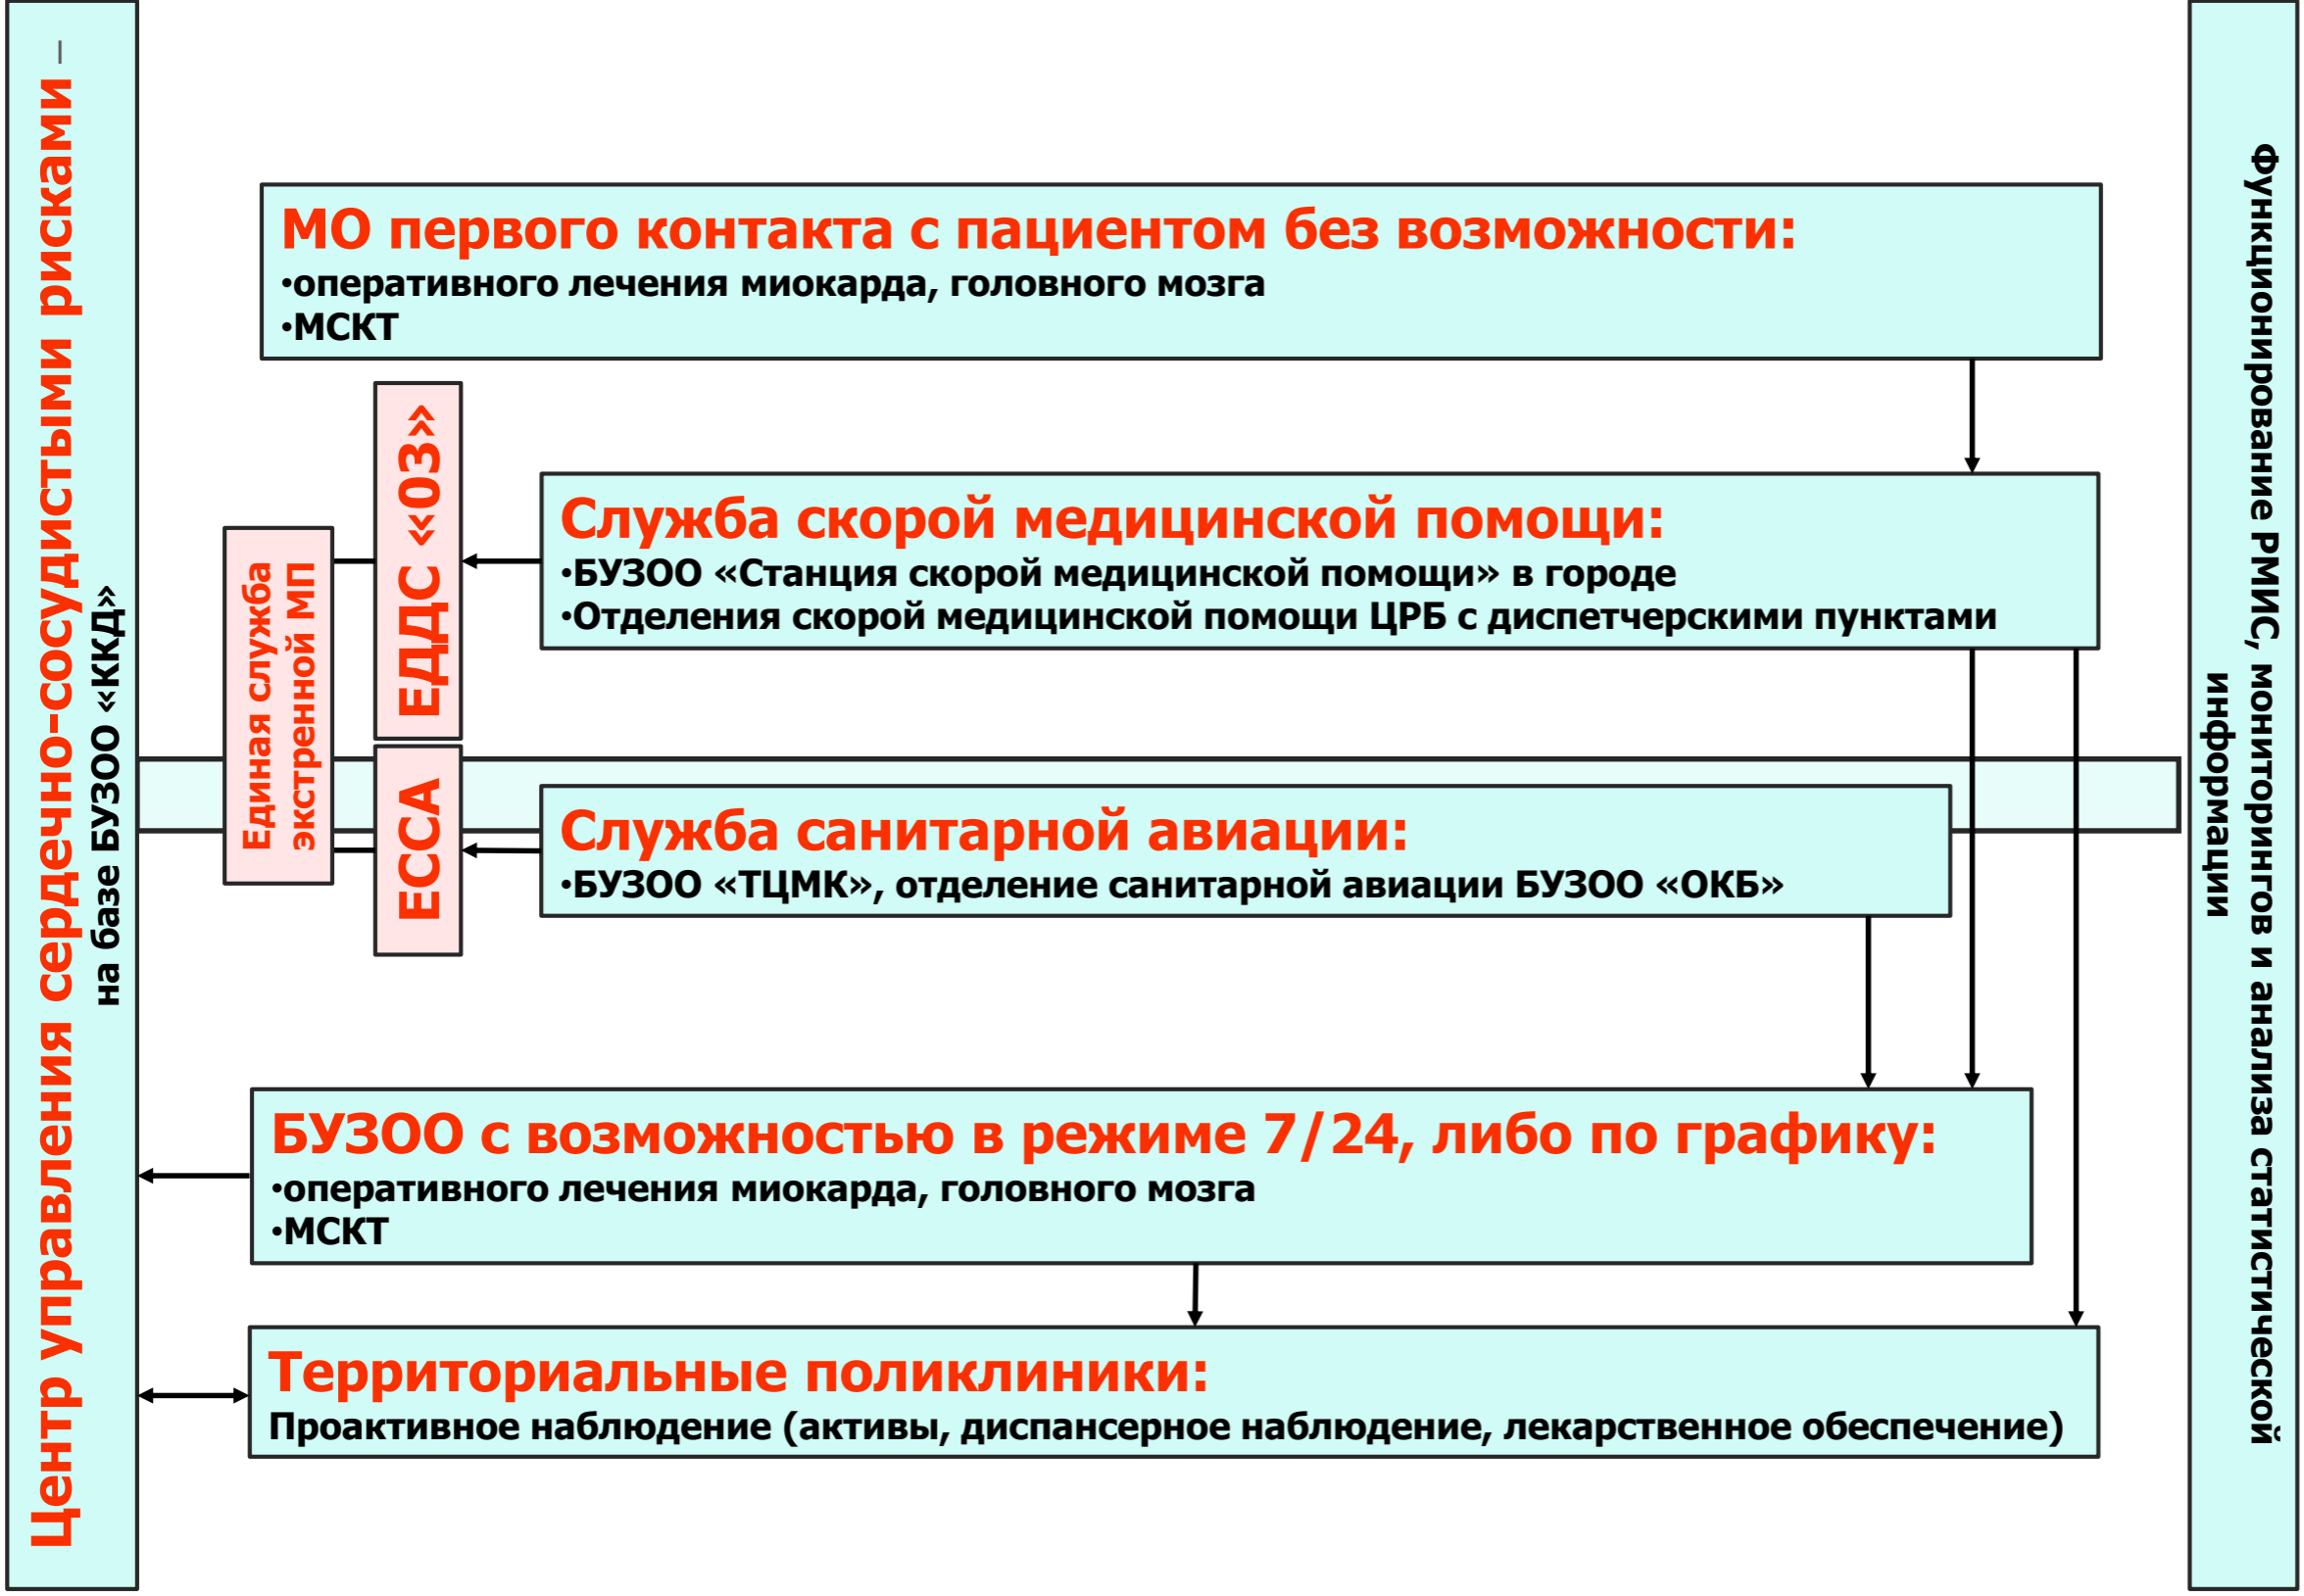 Центр управления сердечно-сосудистыми рисками –
на базе БУЗОО «ККД»
МО первого контакта с пациентом без возможности:
•оперативного лечения миокарда, головного мозга
•МСКТ
ЕДДС «03»
Служба скорой медицинской помощи:
•БУЗОО «Станция скорой медицинской помощи» в городе
•Отделения скорой медицинской помощи ЦРБ с диспетчерскими пунктами
Единая служба
экстренной МП
ЕССА
Служба санитарной авиации:
•БУЗОО «ТЦМК», отделение санитарной авиации БУЗОО «ОКБ»
БУЗОО с возможностью в режиме 7/24, либо по графику:
•оперативного лечения миокарда, головного мозга
•МСКТ
Территориальные поликлиники:
Проактивное наблюдение (активы, диспансерное наблюдение, лекарственное обеспечение)
Функционирование РМИС, мониторингов и анализа статистической
информации